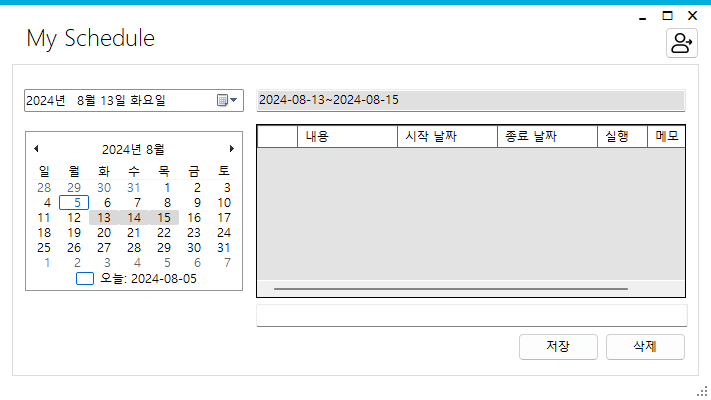 My Schedule
2024년 8월 13일 화요일
2024-08-13~2024-08-15
2024년 8월
일 월 화 수 목 금 토
28 29 30 31 1 2 3
4 5 6 7 8 9 10
11 12 13 14 15 16 17
18 19 20 21 22 23 24
25 26 27 28 29 30 31
1 2 3 4 5 6 7
오늘: 2024-08-05
내용 시작 날짜 종료 날짜 실행 메모
저장 삭제